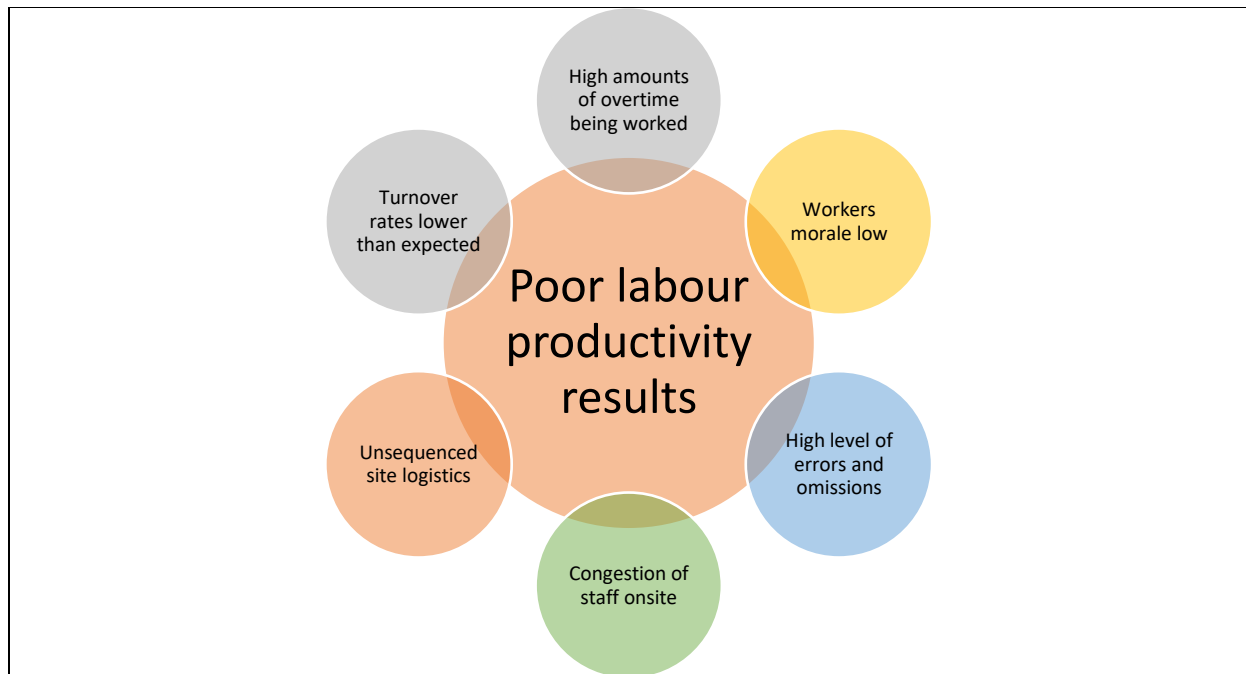 High amounts
of overtime
being worked
Workers
morale low
High level of
errors and
omissions
Congestion of
staff onsite
Unsequenced
site logistics
Turnover
rates lower
than expected
Poor labour
productivity
results